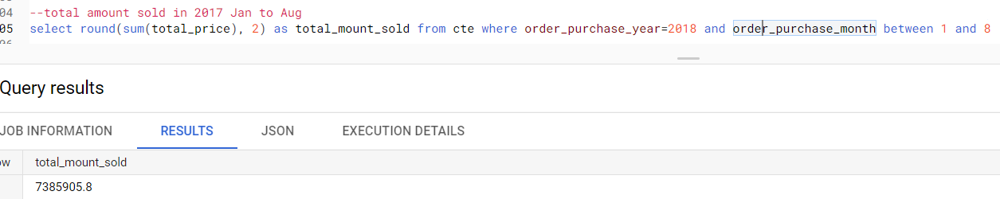 04 --total amount sold in 2017 Jan to Aug
05 select round(sum(total_price), 2) as total_mount_sold from cte where order_purchase_year=2018 and order_purchase_month between 1 and 8
06
Query results
JOB INFORMATION RESULTS JSON EXECUTION DETAILS
ow total_mount_sold
7385905.8